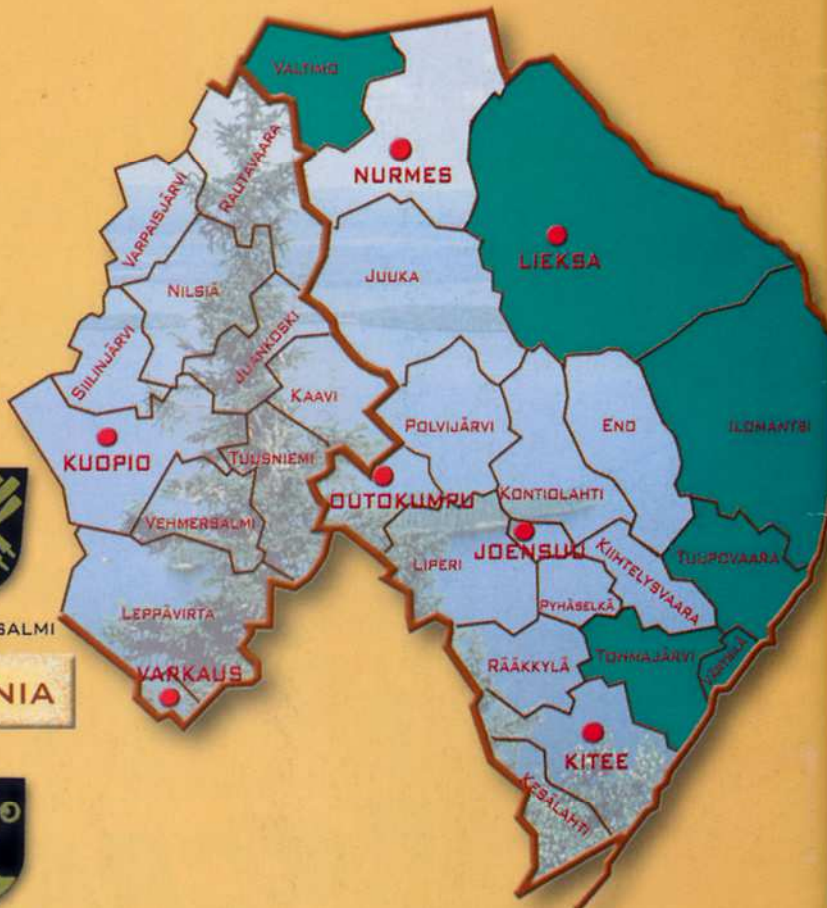 VALTIMO
NURMES
RAUTAVAARA
VARPAISJÄRVI
LIEKSA
JUUKA
NILSIÄ
SIILINJÄRVI
JUANKOSKI
KAAVI
POLVIJÄRVI
ENO
ILOMANTSI
KUOPIO
TUUSNIEMI
OUTOKUMPU
KONTIOLAHTI
VEHMERSALMI
JOENSUU
KIIHTELYSVAARA
TUUPOVAARA
LIPERI
PYHÄSELKÄ
LEPPÄVIRTA
SALMI
RÄÄKKYLÄ
TOHMAJÄRVI
VÄRTSILÄ
VARKAUS
NIA
KITEE
KESÄLAHTI